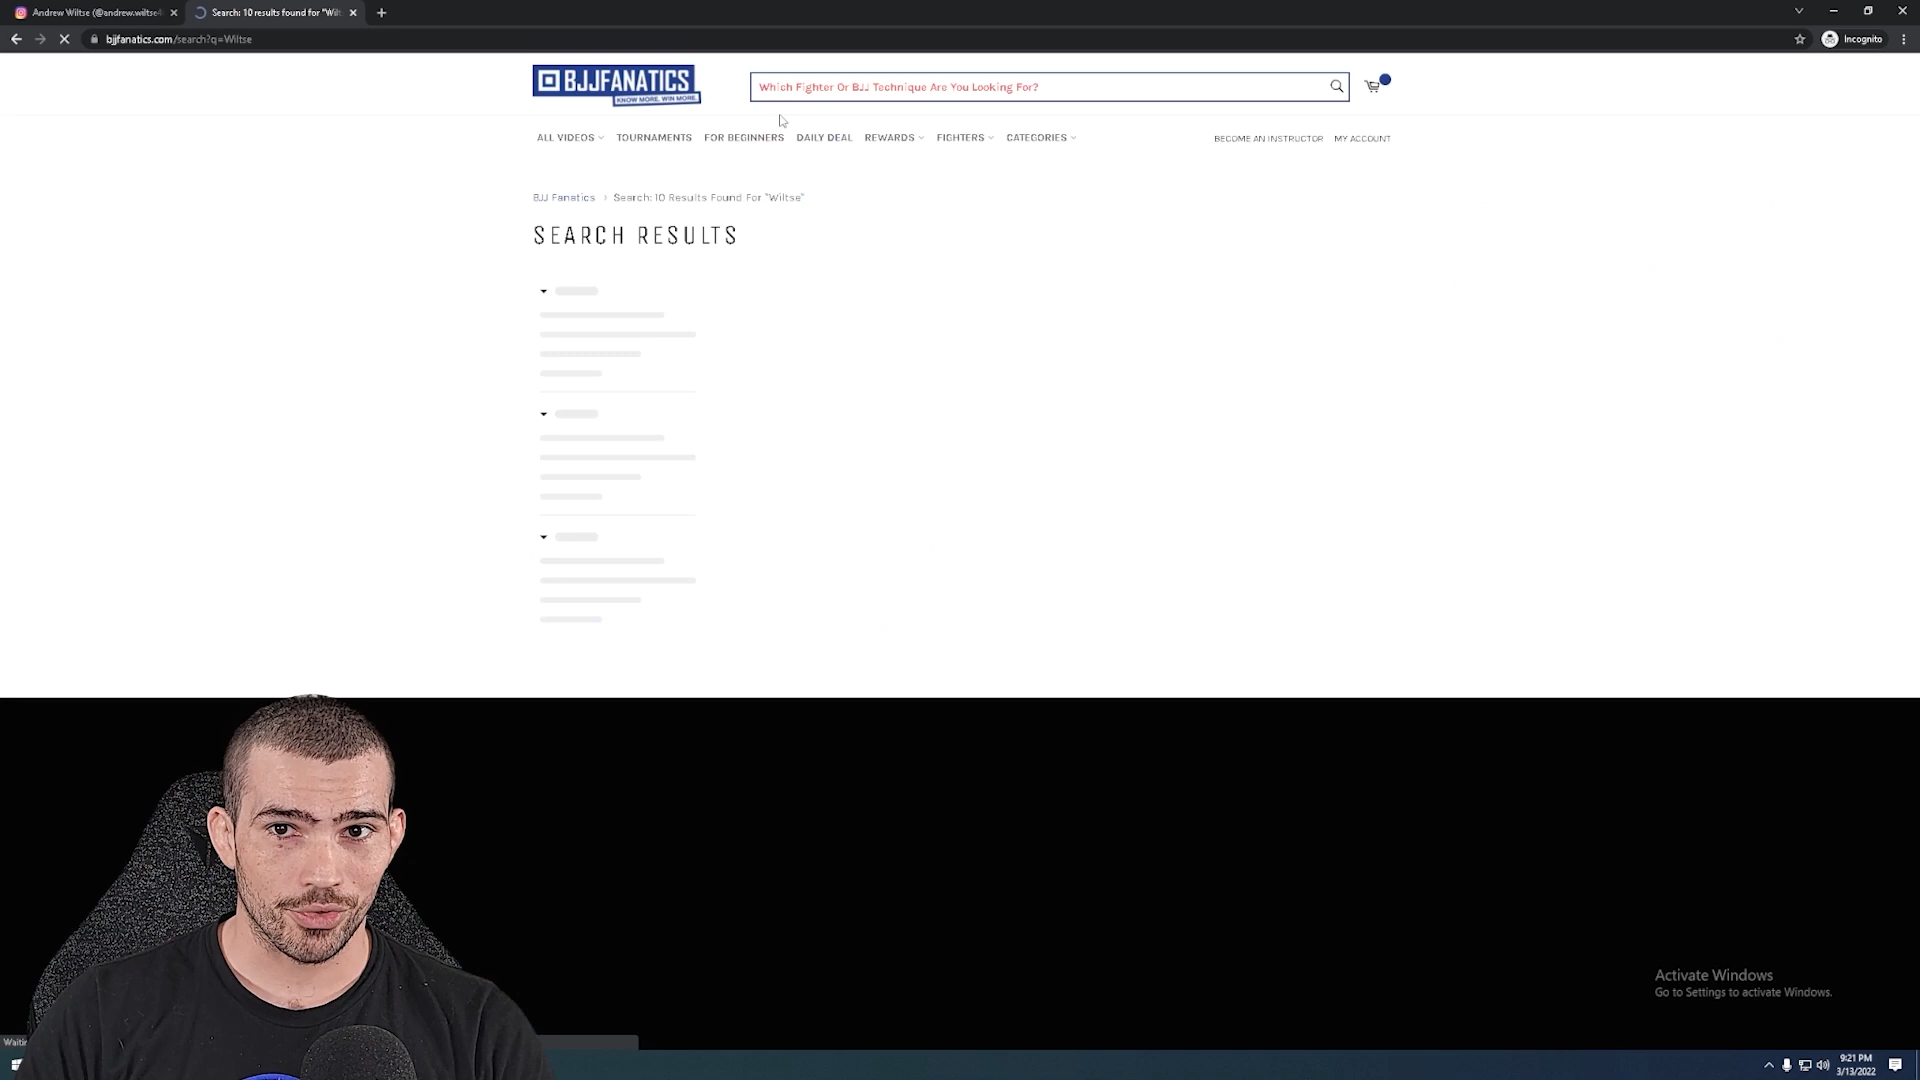 Andrew Wiltse (@andrew.wiltse4
Search: 10 results found for "Wilt
bjjfanatics.com/search?q=Wiltse
Incognito
BJJFANATICS
KNOW MORE. WIN MORE.
Which Fighter Or BJJ Technique Are You Looking For?
ALL VIDEOS TOURNAMENTS FOR BEGINNERS DAILY DEAL REWARDS FIGHTERS CATEGORIES
BECOME AN INSTRUCTOR MY ACCOUNT
BJJ Fanatics › Search: 10 Results Found For "Wiltse"
SEARCH RESULTS
Activate Windows
Go to Settings to activate Windows.
9:21 PM
3/13/2022